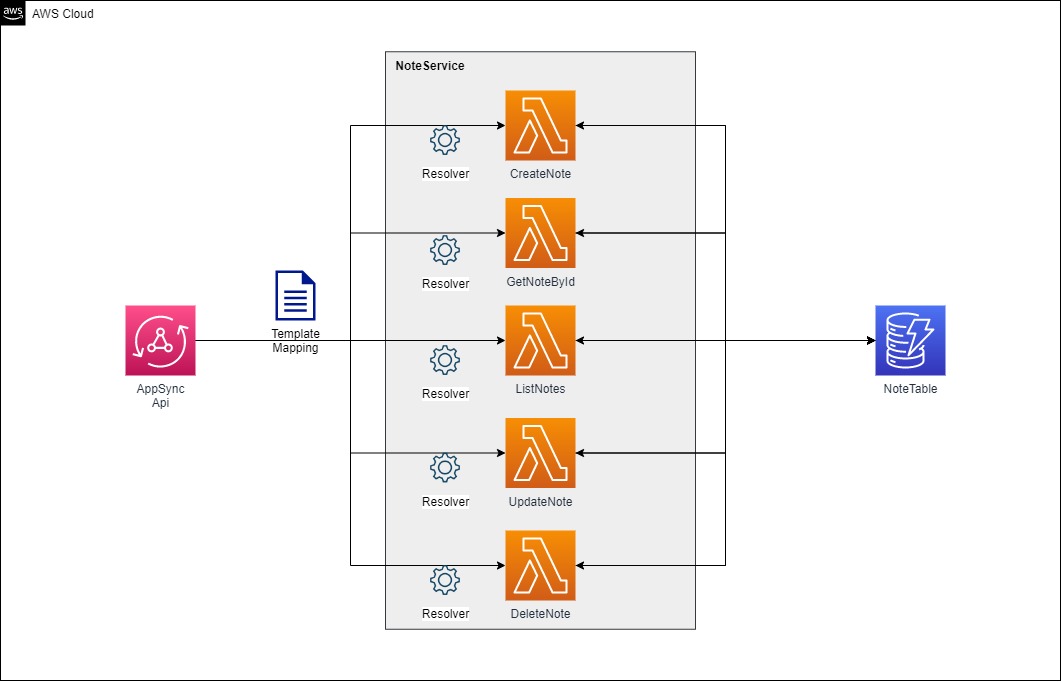 aws
AWS Cloud
NoteService
Resolver
CreateNote
Resolver
GetNoteById
Template
Mapping
AppSync
Api
Resolver
ListNotes
NoteTable
Resolver
UpdateNote
Resolver
DeleteNote